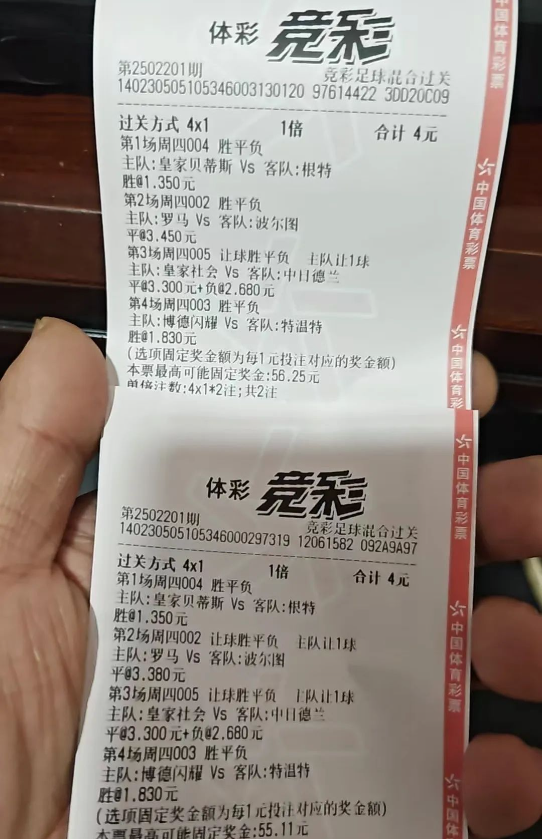 体彩 竞彩
第2502201期 竞彩足球混合过关
140230505105346003130120 97614422 3DD20C09
过关方式 4x1 1倍 合计 4元
第1场周四004 胜平负
主队:皇家贝蒂斯 Vs 客队:根特
胜@1.350元
第2场周四002 胜平负
主队:罗马 Vs 客队:波尔图
平@3.450元
第3场周四005 让球胜平负 主队让1球
主队:皇家社会 Vs 客队:中日德兰
平@3.300元+负@2.680元
第4场周四003 胜平负
主队:博德闪耀 Vs 客队:特温特
胜@1.830元
(选项固定奖金额为每1元投注对应的奖金额)
本票最高可能固定奖金:56.25元
单倍注数:4x1*2注;共2注
中国体育彩票
中国体育彩票
中国体育彩
体彩 竞彩
第2502201期 竞彩足球混合过关
140230505105346000297319 12061582 092A9A97
过关方式 4x1 1倍 合计 4元
第1场周四004 胜平负
主队:皇家贝蒂斯 Vs 客队:根特
胜@1.350元
第2场周四002 让球胜平负 主队让1球
主队:罗马 Vs 客队:波尔图
平@3.380元
第3场周四005 让球胜平负 主队让1球
主队:皇家社会 Vs 客队:中日德兰
平@3.300元+负@2.680元
第4场周四003 胜平负
主队:博德闪耀 Vs 客队:特温特
胜@1.830元
(选项固定奖金额为每1元投注对应的奖金额)
本票最高可能固定奖金:55.11元
中国体育彩票
中国体育彩票
中国体